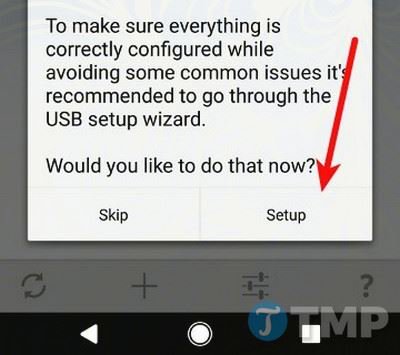 To make sure everything is
correctly configured while
avoiding some common issues it's
recommended to go through the
USB setup wizard.
Would you like to do that now?
Skip
Setup
?
TMP